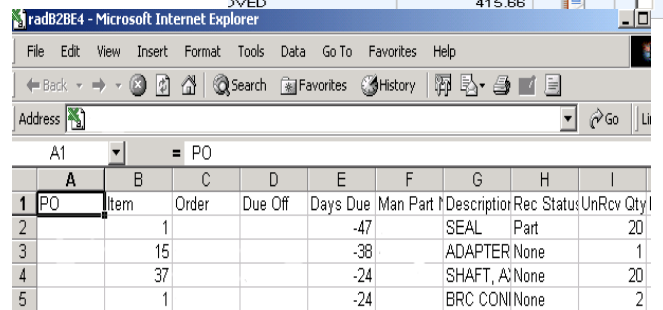 OVED 415.66
radB2BE4 - Microsoft Internet Explorer
File Edit View Insert Format Tools Data Go To Favorites Help
Back Search Favorites History
Address Go Li
A1 = PO
A B C D E F G H I
1 PO Item Order Due Off Days Due Man Part N Description Rec Status UnRcv Qty
2 1 -47 SEAL Part 20
3 15 -38 ADAPTER None 1
4 37 -24 SHAFT, AX None 20
5 1 -24 BRC CONI None 2